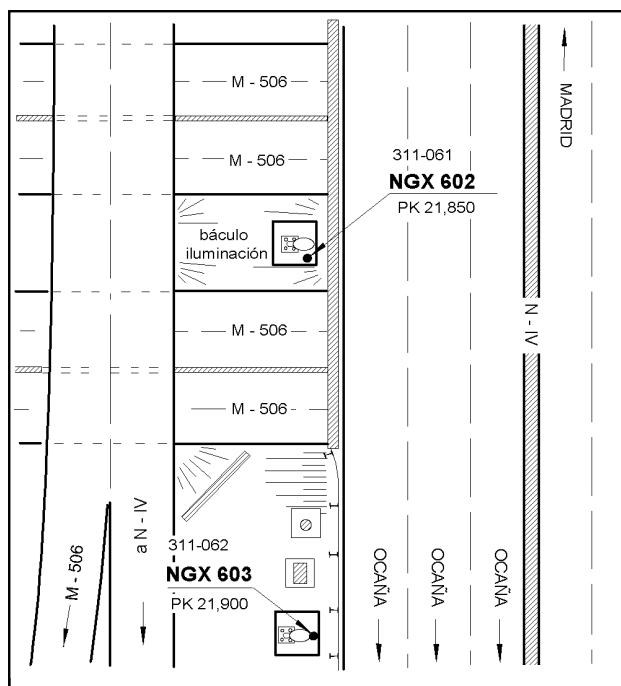 M - 506
M - 506
MADRID
311-061
NGX 602
PK 21,850
báculo
iluminación
N - IV
M - 506
M - 506
M - 506
a N - IV
311-062
NGX 603
PK 21,900
OCAÑA
OCAÑA
OCAÑA